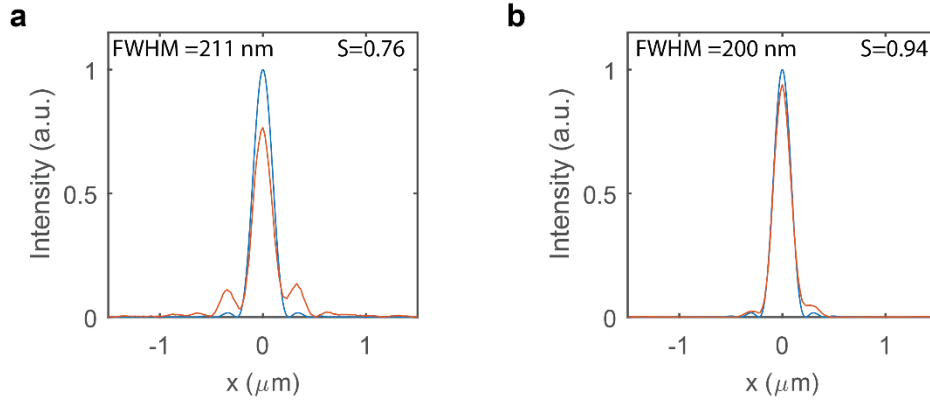 a
FWHM =211 nm S=0.76
1
0.5
0
Intensity (a.u.)
-1 0 1
x (μm)
b
FWHM =200 nm S=0.94
1
0.5
0
Intensity (a.u.)
-1 0 1
x (μm)